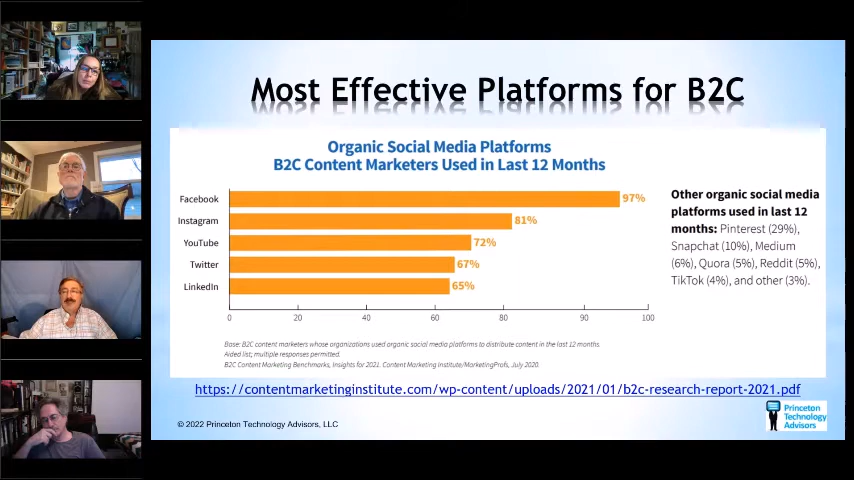 Most Effective Platforms for B2C
Organic Social Media Platforms
B2C Content Marketers Used in Last 12 Months
Facebook 97%
Instagram 81%
YouTube 72%
Twitter 67%
LinkedIn 65%
0 20 40 60 80 100
Other organic social media
platforms used in last 12
months: Pinterest (29%),
Snapchat (10%), Medium
(6%), Quora (5%), Reddit (5%),
TikTok (4%), and other (3%).
Base: B2C content marketers whose organizations used organic social media platforms to distribute content in the last 12 months.
Aided list; multiple responses permitted.
B2C Content Marketing Benchmarks, Insights for 2021. Content Marketing Institute/MarketingProfs, July 2020.
https://contentmarketinginstitute.com/wp-content/uploads/2021/01/b2c-research-report-2021.pdf
© 2022 Princeton Technology Advisors, LLC
Princeton
Technology
Advisors